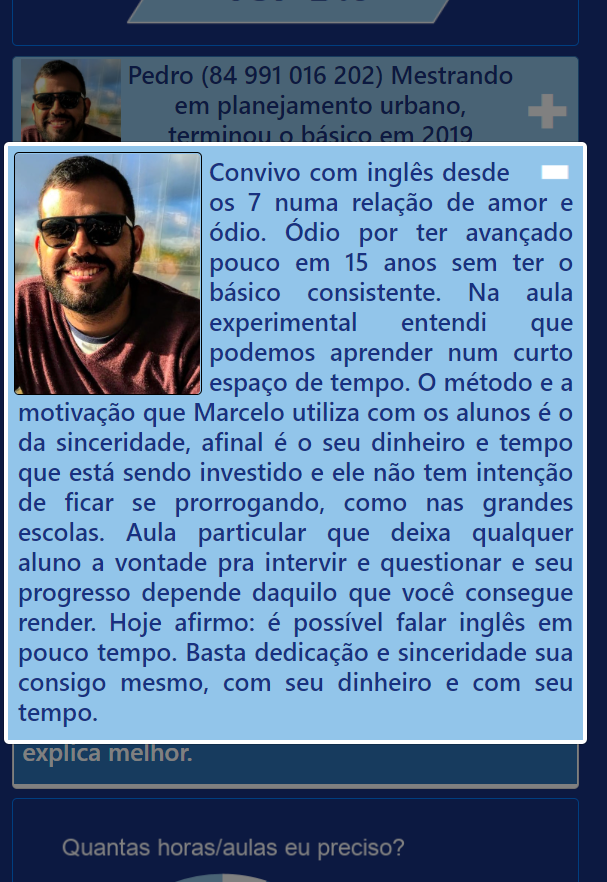 Pedro (84 991 016 202) Mestrando
em planejamento urbano,
terminou o básico em 2019
Convivo com inglês desde
os 7 numa relação de amor e
ódio. Ódio por ter avançado
pouco em 15 anos sem ter o
básico consistente. Na aula
experimental entendi que
podemos aprender num curto
espaço de tempo. O método e a
motivação que Marcelo utiliza com os alunos é o
da sinceridade, afinal é o seu dinheiro e tempo
que está sendo investido e ele não tem intenção
de ficar se prorrogando, como nas grandes
escolas. Aula particular que deixa qualquer
aluno a vontade pra intervir e questionar e seu
progresso depende daquilo que você consegue
render. Hoje afirmo: é possível falar inglês em
pouco tempo. Basta dedicação e sinceridade sua
consigo mesmo, com seu dinheiro e com seu
tempo.
explica melhor.
Quantas horas/aulas eu preciso?